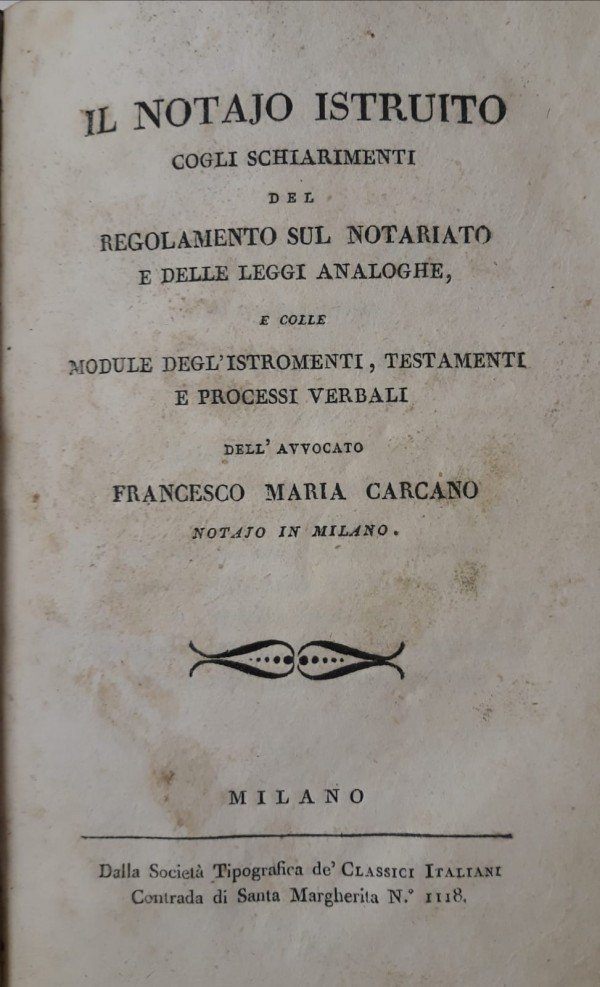 IL NOTAJO ISTRUITO
COGLI SCHIARIMENTI
DEL
REGOLAMENTO SUL NOTARIATO
E DELLE LEGGI ANALOGHE,
E COLLE
MODULE DEGL'ISTROMENTI, TESTAMENTI
E PROCESSI VERBALI
DELL' AVVOCATO
FRANCESCO MARIA CARCANO
NOTAJO IN MILANO.
MILANO
Dalla Società Tipografica de' CLASSICI ITALIANI
Contrada di Santa Margherita N.º 1118.